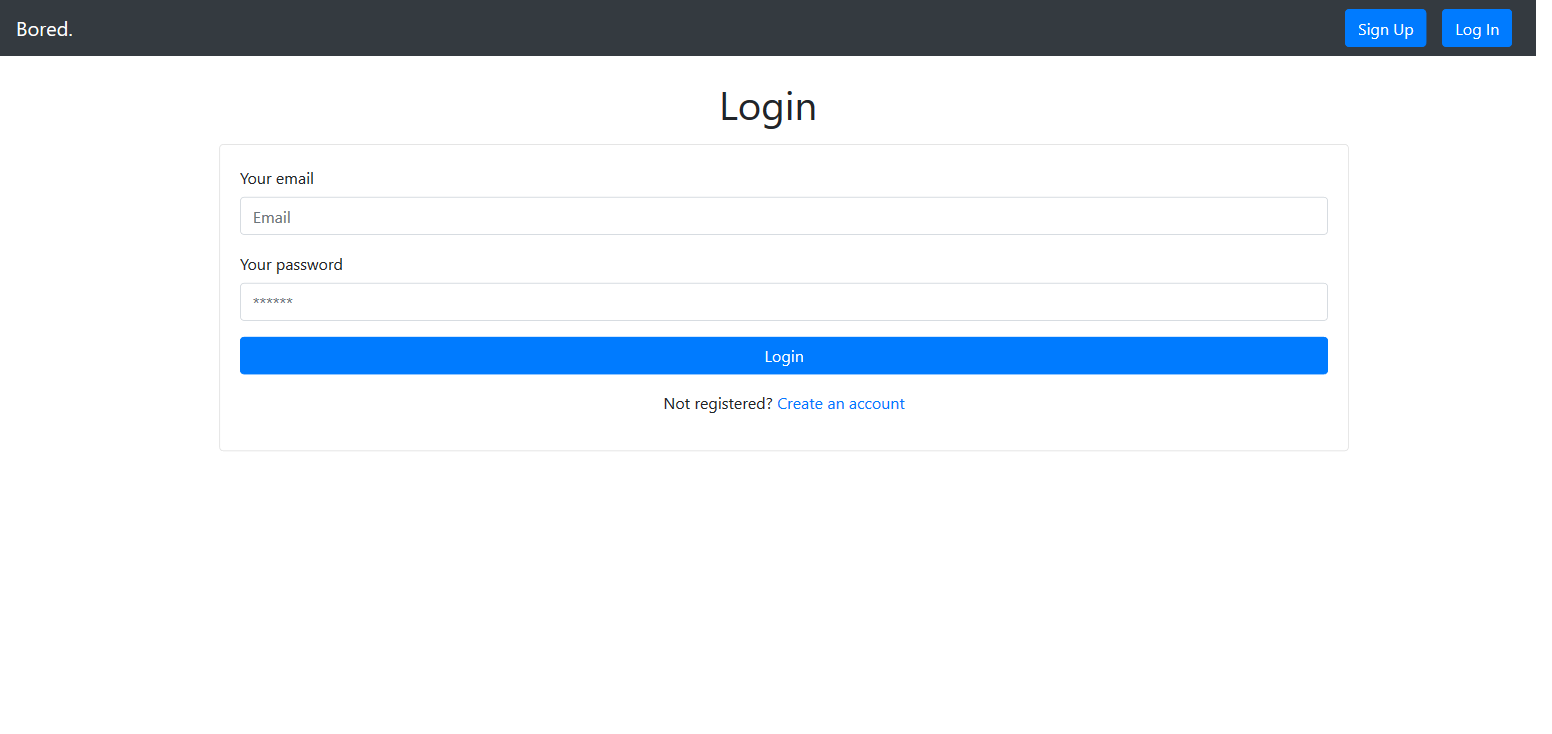 Bored.
Sign Up
Log In
Login
Your email
Email
Your password
******
Login
Not registered? Create an account